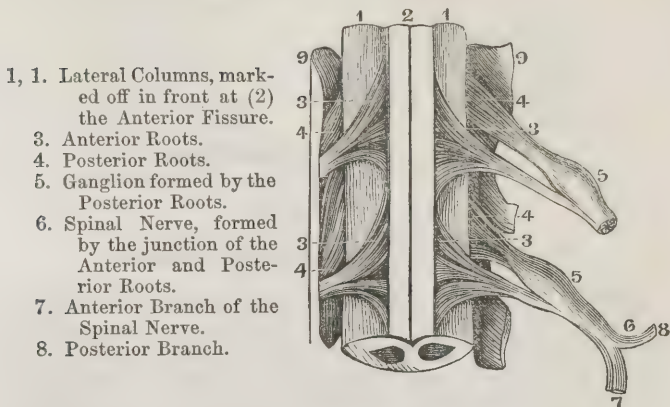 1, 1. Lateral Columns, mark-
ed off in front at (2)
the Anterior Fissure.
3. Anterior Roots.
4. Posterior Roots.
5. Ganglion formed by the
Posterior Roots.
6. Spinal Nerve, formed
by the junction of the
Anterior and Poste-
rior Roots.
7. Anterior Branch of the
Spinal Nerve.
8. Posterior Branch.
1 2 1
9 9
3 4
4 3
5
4
3 3
4 5
6 8
7